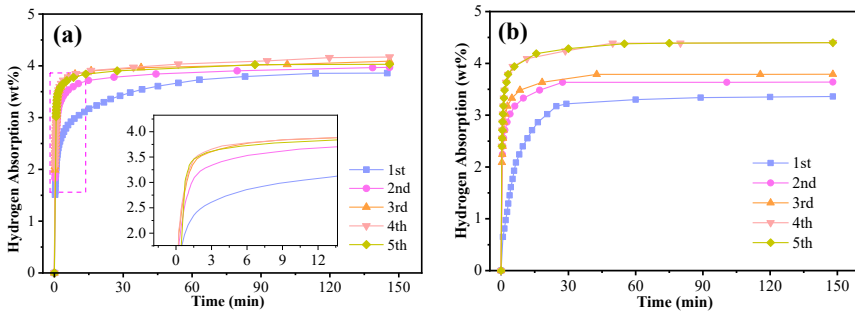 (a)
Hydrogen Absorption (wt%)
5
4
3
2
1
0
4.0
3.5
3.0
2.5
2.0
0 3 6 9 12
1st
2nd
3rd
4th
5th
0 30 60 90 120 150
Time (min)
(b)
Hydrogen Absorption (wt%)
5
4
3
2
1
0
1st
2nd
3rd
4th
5th
0 30 60 90 120 150
Time (min)